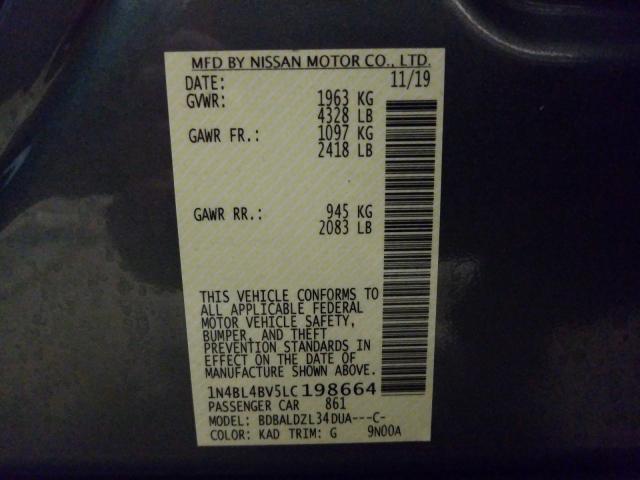 MFD BY NISSAN MOTOR CO., LTD.
DATE: 11/19
GVWR: 1963 KG
4328 LB
GAWR FR.: 1097 KG
2418 LB
GAWR RR.: 945 KG
2083 LB
THIS VEHICLE CONFORMS TO
ALL APPLICABLE FEDERAL
MOTOR VEHICLE SAFETY,
BUMPER, AND THEFT
PREVENTION STANDARDS IN
EFFECT ON THE DATE OF
MANUFACTURE SHOWN ABOVE.
1N4BL4BV5LC198664
PASSENGER CAR 861
MODEL: BDBALDZL34DUA---C-
COLOR: KAD TRIM: G 9N00A